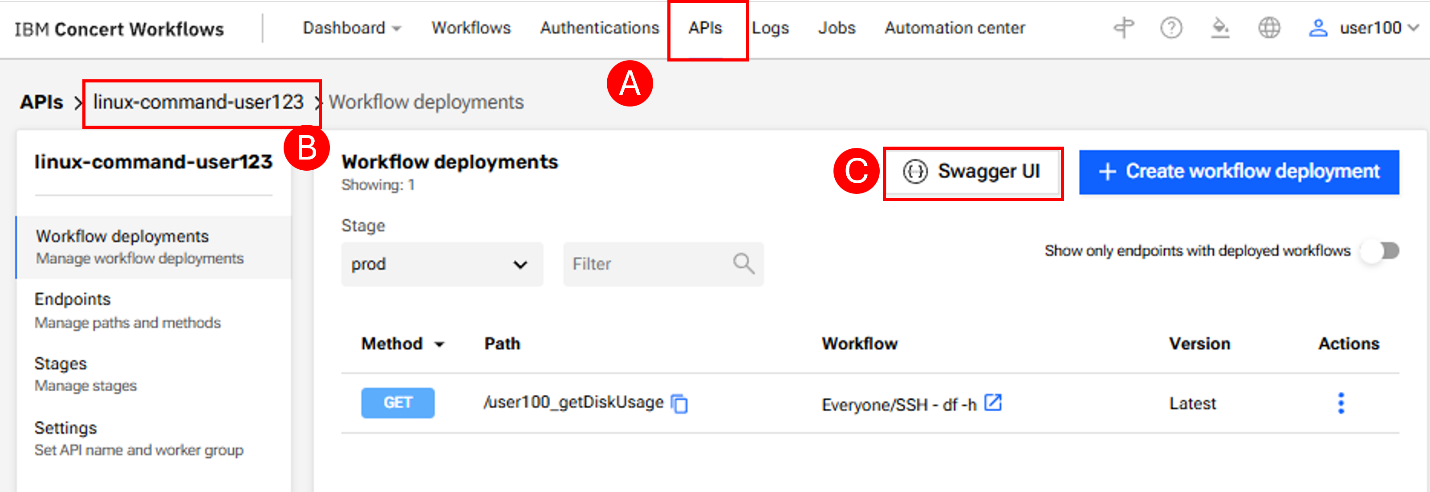 IBM Concert Workflows Dashboard Workflows Authentications APIs Logs Jobs Automation center user100
A
APIs > linux-command-user123 > Workflow deployments
B
linux-command-user123
Workflow deployments
Manage workflow deployments
Endpoints
Manage paths and methods
Stages
Manage stages
Settings
Set API name and worker group
Workflow deployments
Showing: 1
C
{-} Swagger UI
+ Create workflow deployment
Stage
prod
Filter
Show only endpoints with deployed workflows
Method Path Workflow Version Actions
GET /user100_getDiskUsage Everyone/SSH - df -h Latest